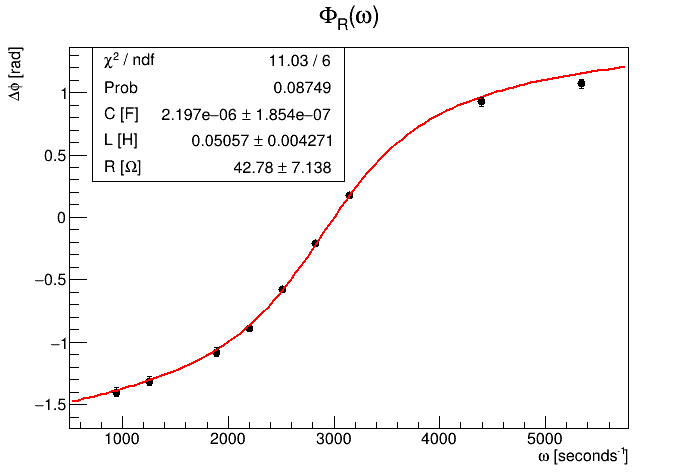 Φ_R(ω)
Δϕ [rad]
χ² / ndf 11.03 / 6
Prob 0.08749
C [F] 2.197e−06 ± 1.854e−07
L [H] 0.05057 ± 0.004271
R [Ω] 42.78 ± 7.138
1
0.5
0
−0.5
−1
−1.5
1000 2000 3000 4000 5000
ω [seconds⁻¹]